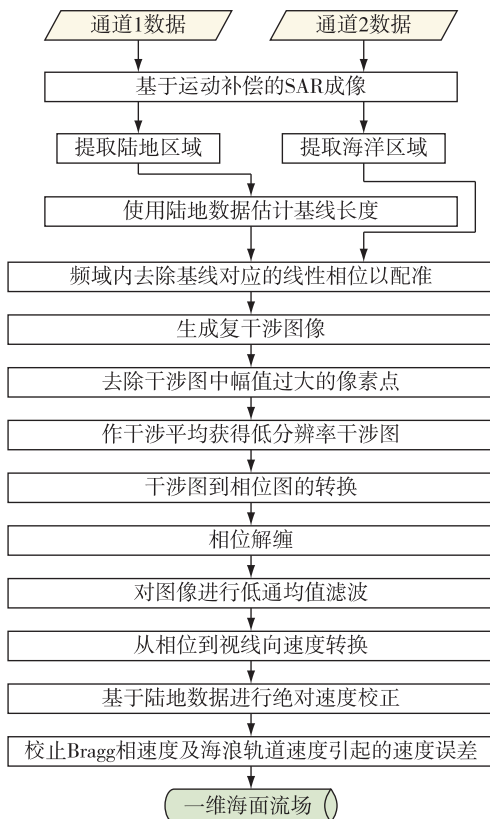 通道1数据
通道2数据
基于运动补偿的SAR成像
提取陆地区域
提取海洋区域
使用陆地数据估计基线长度
频域内去除基线对应的线性相位以配准
生成复干涉图像
去除干涉图中幅值过大的像素点
作干涉平均获得低分辨率干涉图
干涉图到相位图的转换
相位解缠
对图像进行低通均值滤波
从相位到视线向速度转换
基于陆地数据进行绝对速度校正
校止Bragg相速度及海浪轨道速度引起的速度误差
一维海面流场